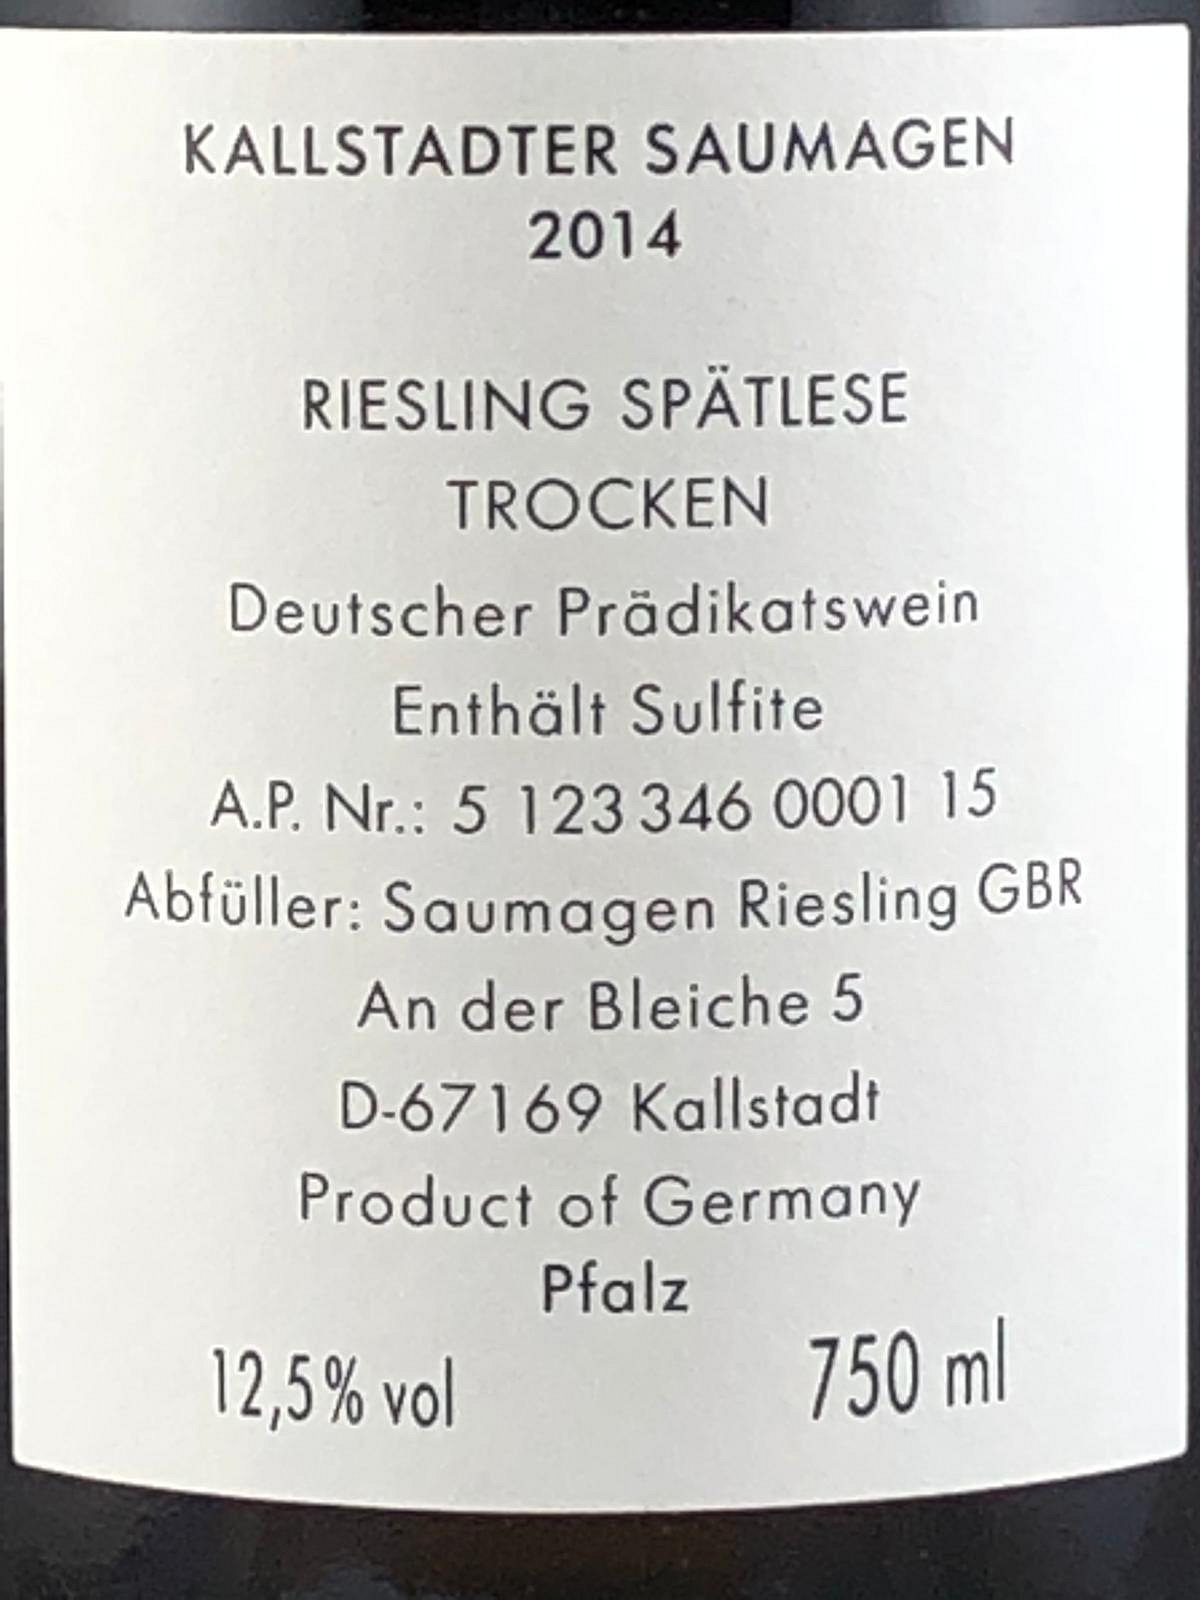 KALLSTADTER SAUMAGEN
2014
RIESLING SPÄTLESE
TROCKEN
Deutscher Prädikatswein
Enthält Sulfite
A.P. Nr.: 5 123 346 0001 15
Abfüller: Saumagen Riesling GBR
An der Bleiche 5
D-67169 Kallstadt
Product of Germany
Pfalz
12,5% vol 750 ml